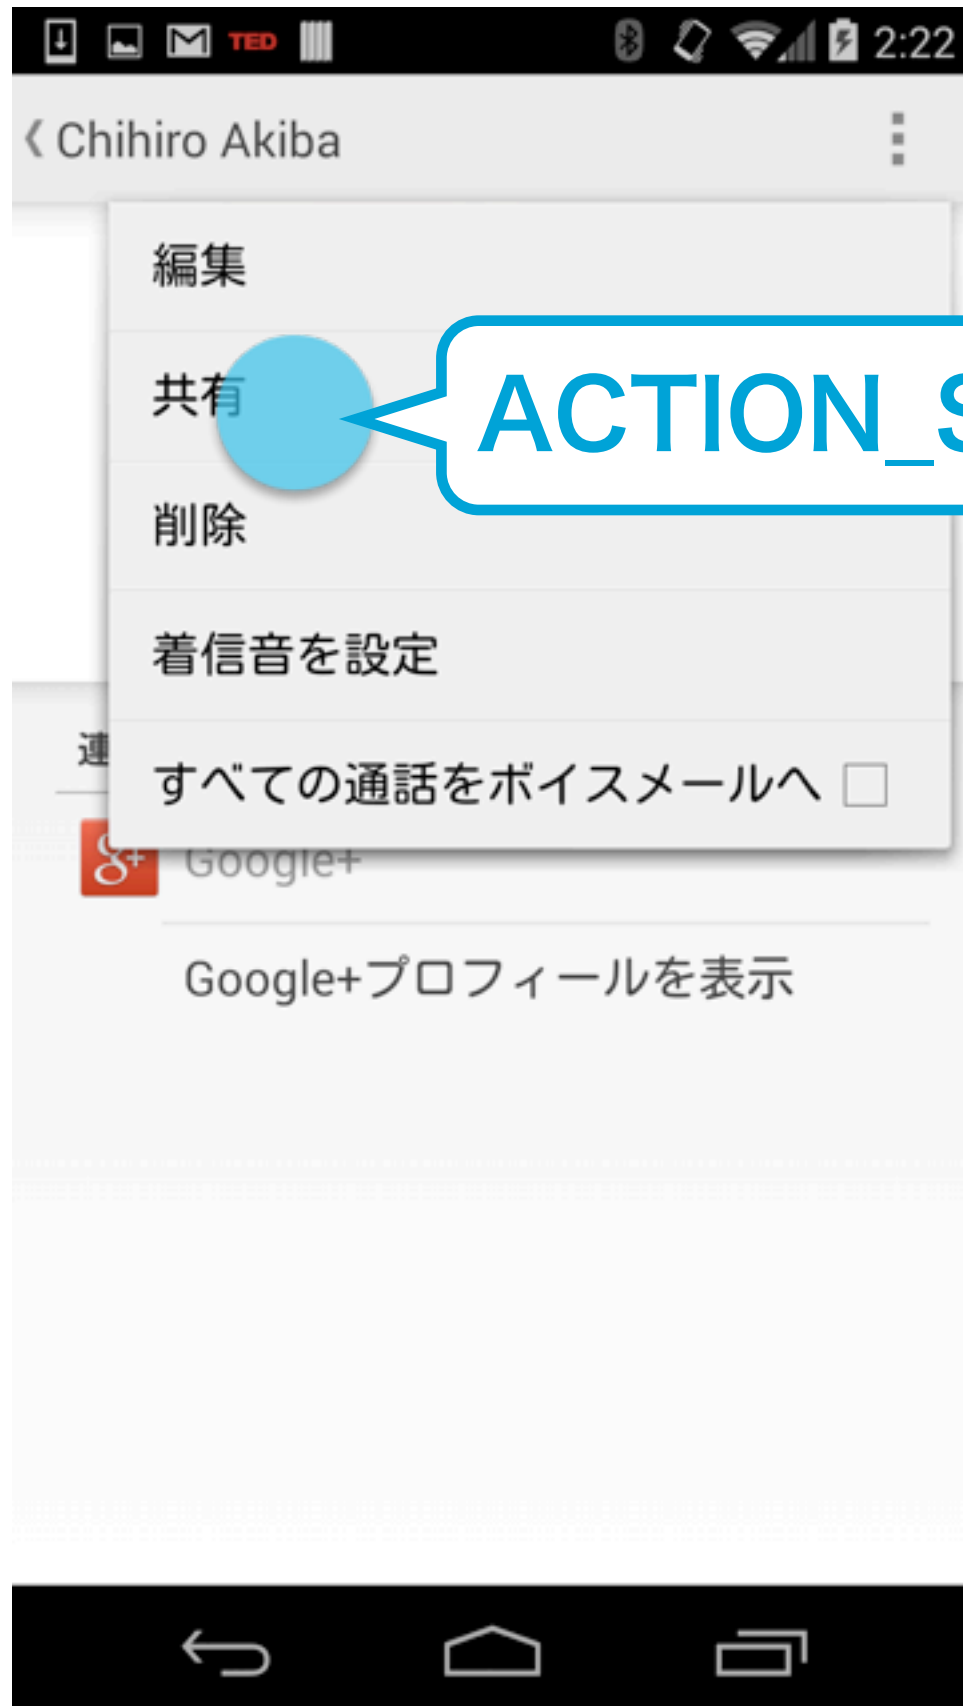 TED 2:22
Chihiro Akiba
編集
共有
ACTION_S
削除
着信音を設定
連
すべての通話をボイスメールへ
g+ Google+
Google+プロフィールを表示